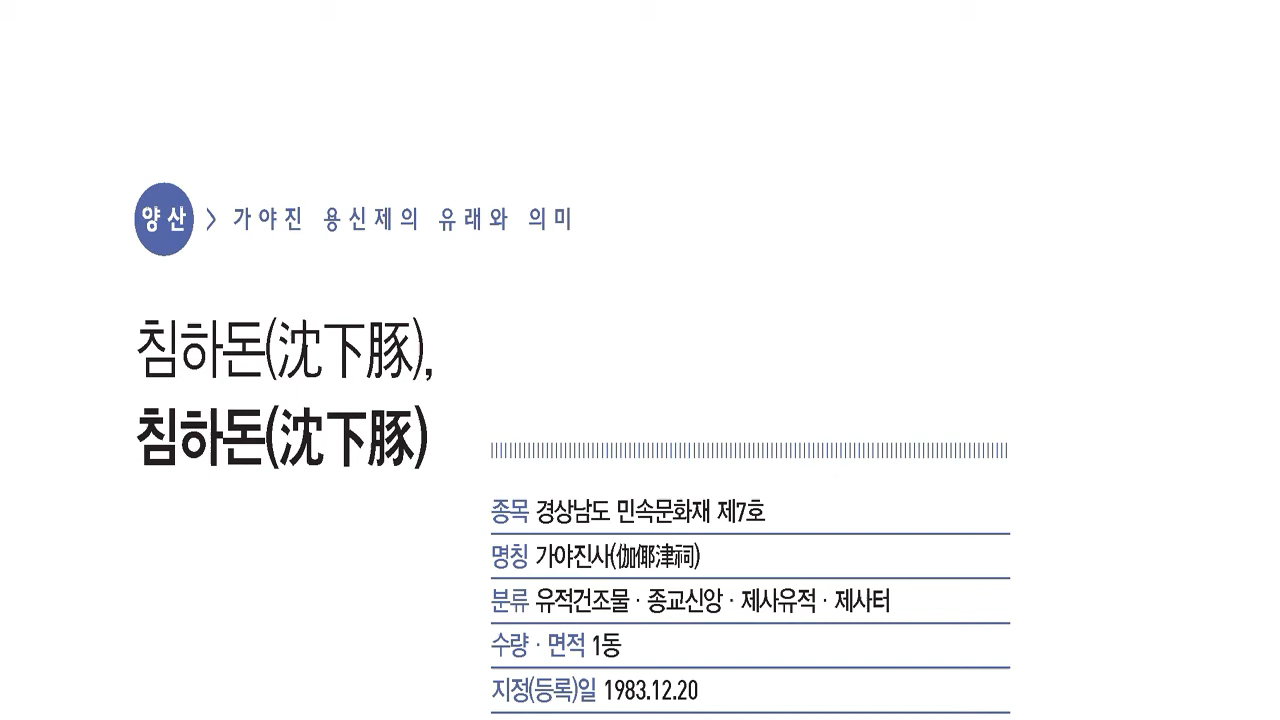 양산 > 가야진 용신제의 유래와 의미
침하돈(沈下豚),
침하돈(沈下豚)
종목 경상남도 민속문화재 제7호
명칭 가야진사(伽倻津祠)
분류 유적건조물 · 종교신앙 · 제사유적 · 제사터
수량 · 면적 1동
지정(등록)일 1983.12.20